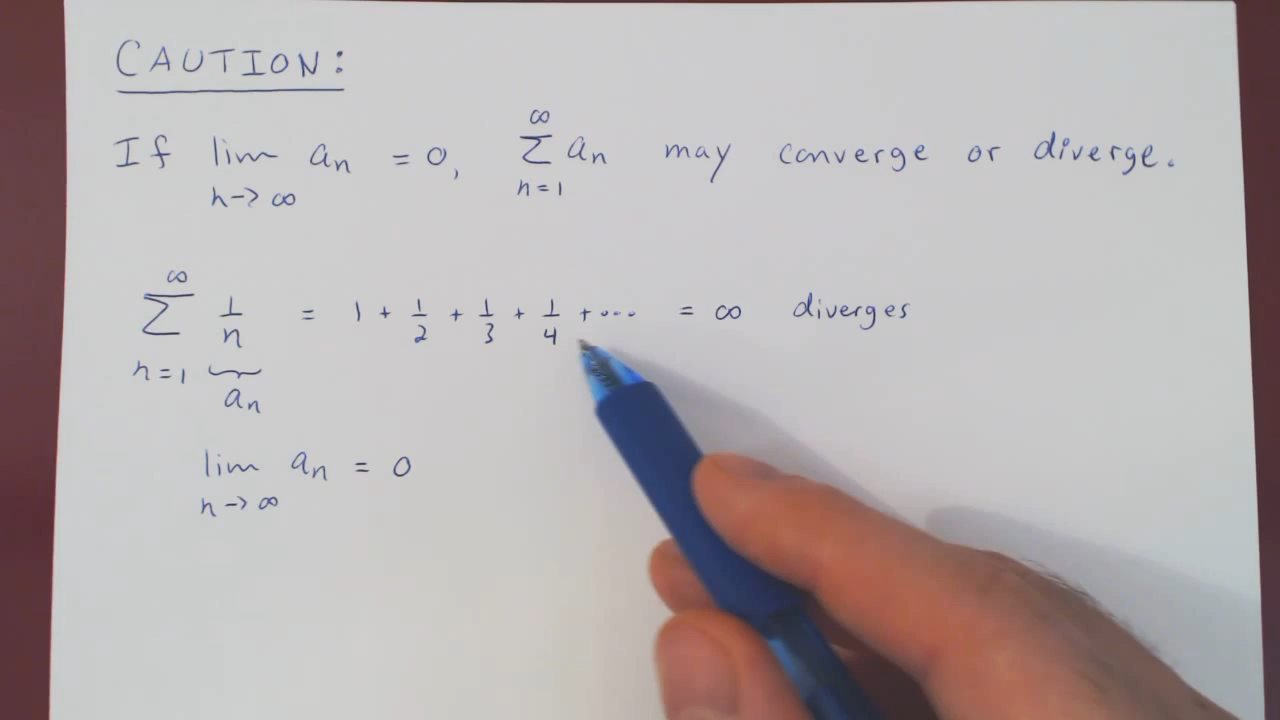 CAUTION:
If lim n→∞ aₙ = 0, ∞ Σ n=1 aₙ may converge or diverge.
∞ Σ n=1 1/n = 1 + 1/2 + 1/3 + 1/4 + ··· = ∞ diverges
aₙ
lim n→∞ aₙ = 0